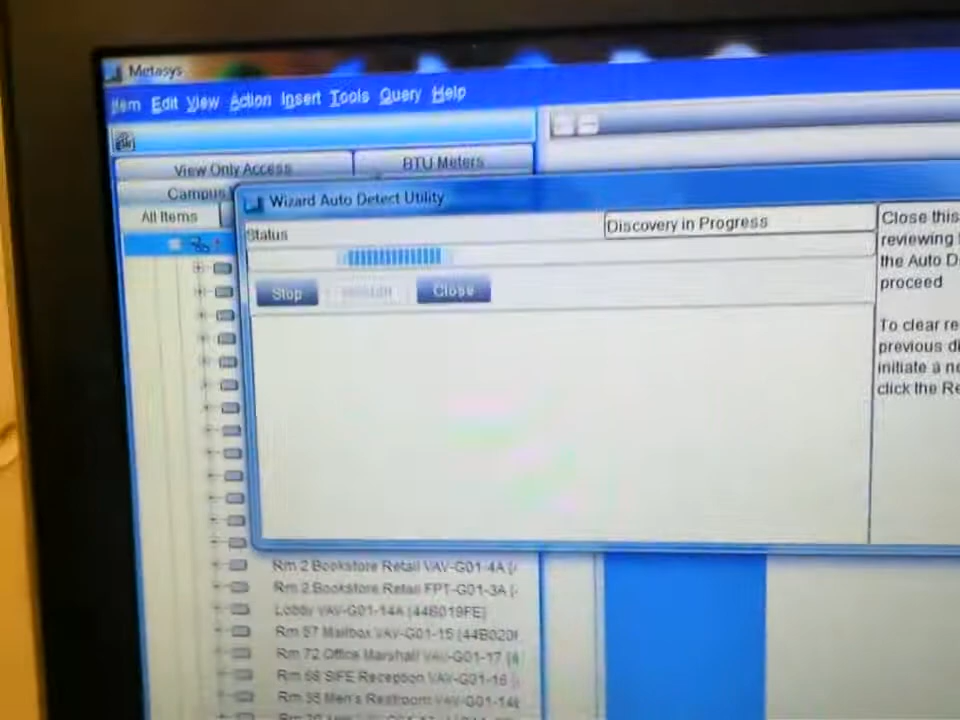 Metasys
Item Edit View Action Insert Tools Query Help
View Only Access BTU Meters
Campus
All Items
Wizard Auto Detect Utility
Status
Discovery in Progress
Stop Close
Close this
reviewing
the Auto D
proceed
To clear re
previous di
initiate a ne
click the Re
Rm 2 Bookstore Retail VAV-G01-4A [
Rm 2 Bookstore Retail FPT-G01-3A [
Lobby VAV-G01-14A [44B019FE]
Rm 57 Mailbox VAV-G01-15 [44B020
Rm 72 Office Marshall VAV-G01-17 [
Rm 68 SIFE Reception VAV-G01-16
Rm 55 Men's Restroom VAV-G01-14